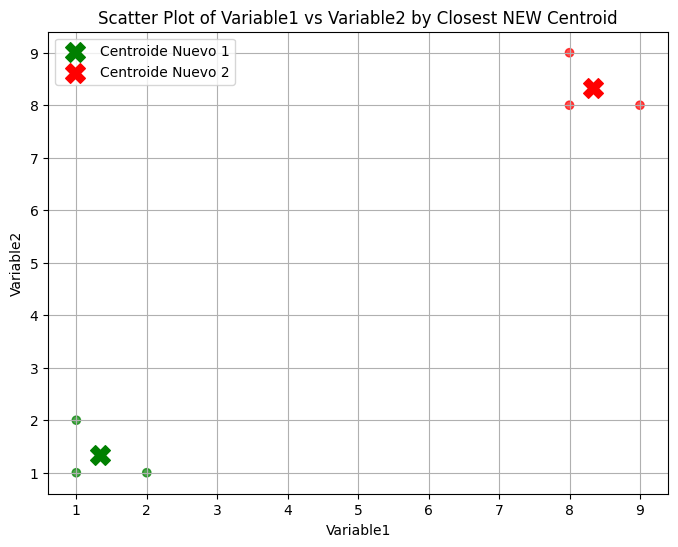 Scatter Plot of Variable1 vs Variable2 by Closest NEW Centroid
Centroide Nuevo 1
Centroide Nuevo 2
Variable2
9
8
7
6
5
4
3
2
1
1 2 3 4 5 6 7 8 9
Variable1